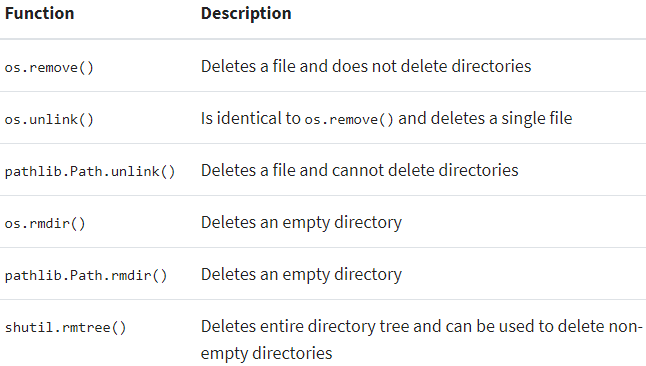 Function Description
os.remove() Deletes a file and does not delete directories
os.unlink() Is identical to os.remove() and deletes a single file
pathlib.Path.unlink() Deletes a file and cannot delete directories
os.rmdir() Deletes an empty directory
pathlib.Path.rmdir() Deletes an empty directory
shutil.rmtree() Deletes entire directory tree and can be used to delete non-
empty directories